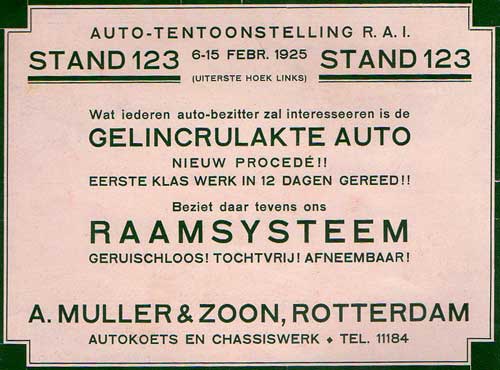 AUTO-TENTOONSTELLING R. A. I.
STAND 123 6-15 FEBR. 1925 STAND 123
(UITERSTE HOEK LINKS)
Wat iederen auto-bezitter zal interesseeren is de
GELINCRULAKTE AUTO
NIEUW PROCEDÉ!!
EERSTE KLAS WERK IN 12 DAGEN GEREED!!
Beziet daar tevens ons
RAAMSYSTEEM
GERUISCHLOOS! TOCHTVRIJ! AFNEEMBAAR!
A. MULLER & ZOON, ROTTERDAM
AUTOKOETS EN CHASSISWERK ♦ TEL. 11184